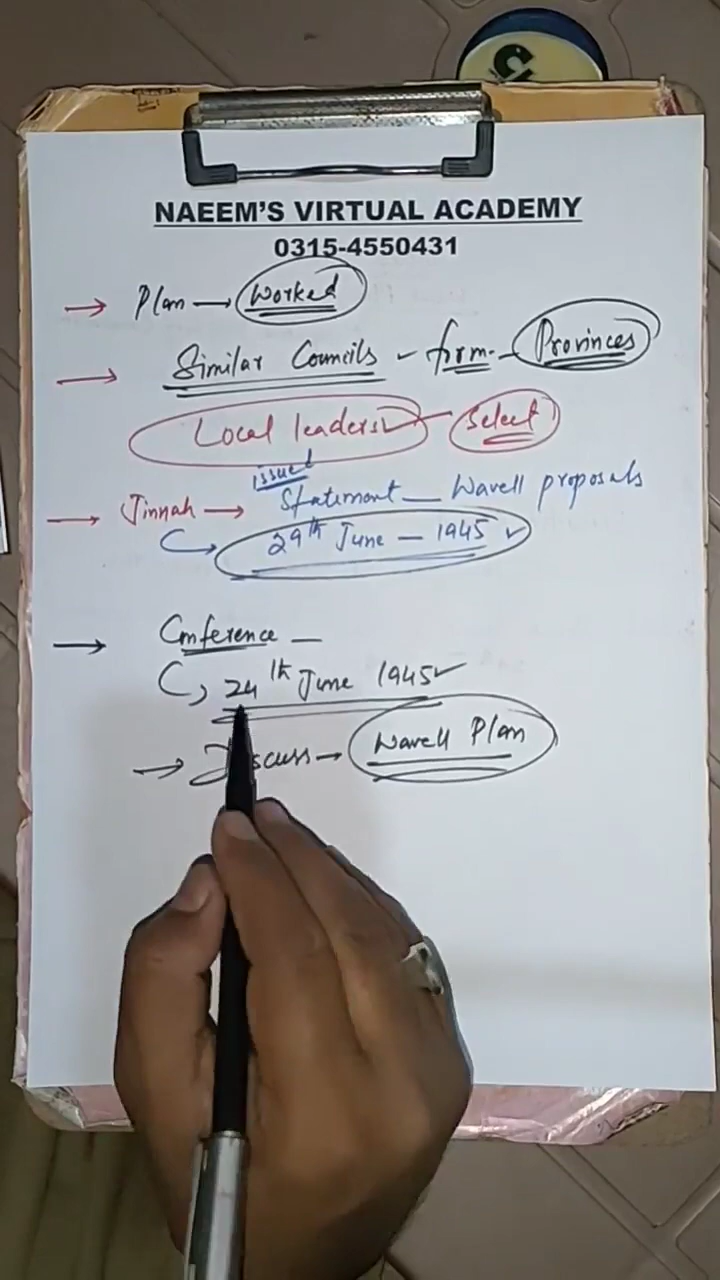 NAEEM'S VIRTUAL ACADEMY
0315-4550431
→ Plan → Worked
→ Similar Councils - form - Provinces
Local leaders - Select
issued
→ Jinnah → Statement - Wavell proposals
29th June - 1945
→ Conference -
24th June 1945
→ Discuss → Wavell Plan